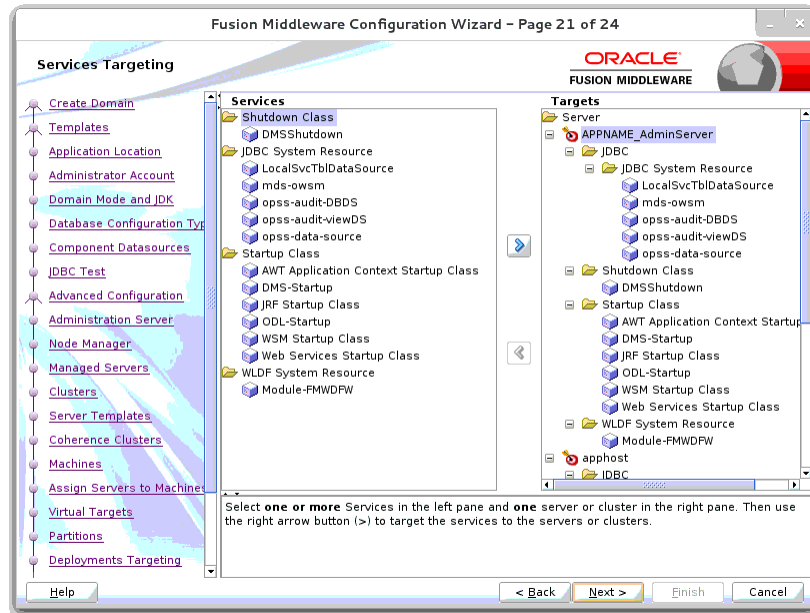 Fusion Middleware Configuration Wizard - Page 21 of 24
Services Targeting
ORACLE
FUSION MIDDLEWARE
Create Domain
Templates
Application Location
Administrator Account
Domain Mode and JDK
Database Configuration Typ
Component Datasources
JDBC Test
Advanced Configuration
Administration Server
Node Manager
Managed Servers
Clusters
Server Templates
Coherence Clusters
Machines
Assign Servers to Machines
Virtual Targets
Partitions
Deployments Targeting
Services
Shutdown Class
DMSShutdown
JDBC System Resource
LocalSvcTblDataSource
mds-owsm
opss-audit-DBDS
opss-audit-viewDS
opss-data-source
Startup Class
AWT Application Context Startup Class
DMS-Startup
JRF Startup Class
ODL-Startup
WSM Startup Class
Web Services Startup Class
WLDF System Resource
Module-FMWDFW
Targets
Server
APPNAME_AdminServer
JDBC
JDBC System Resource
LocalSvcTblDataSource
mds-owsm
opss-audit-DBDS
opss-audit-viewDS
opss-data-source
Shutdown Class
DMSShutdown
Startup Class
AWT Application Context Startup
DMS-Startup
JRF Startup Class
ODL-Startup
WSM Startup Class
Web Services Startup Class
WLDF System Resource
Module-FMWDFW
apphost
JDBC
Select one or more Services in the left pane and one server or cluster in the right pane. Then use
the right arrow button (>) to target the services to the servers or clusters.
Help
< Back
Next >
Finish
Cancel